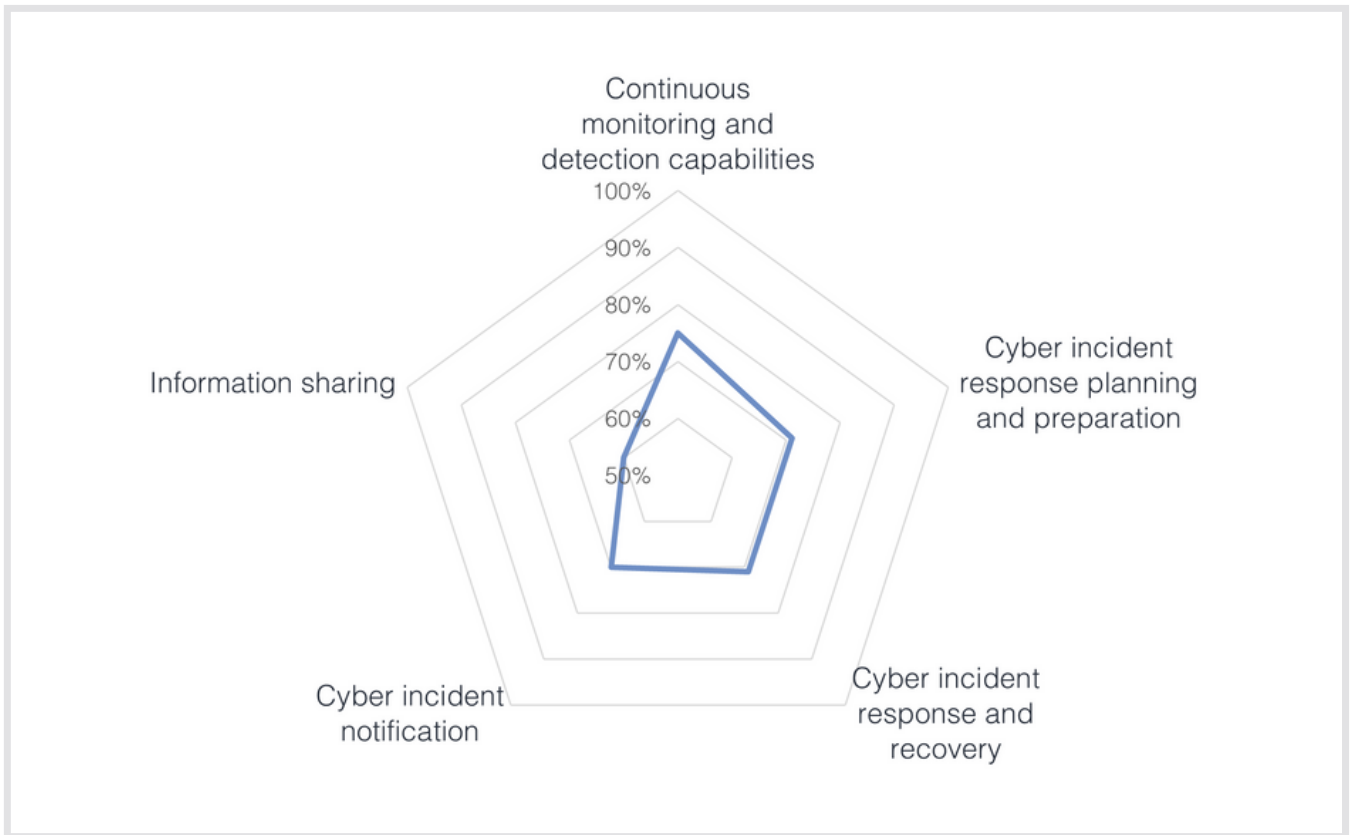 Continuous
monitoring and
detection capabilities
100%
90%
80%
70%
60%
50%
Cyber incident
response planning
and preparation
Information sharing
Cyber incident
response and
recovery
Cyber incident
notification